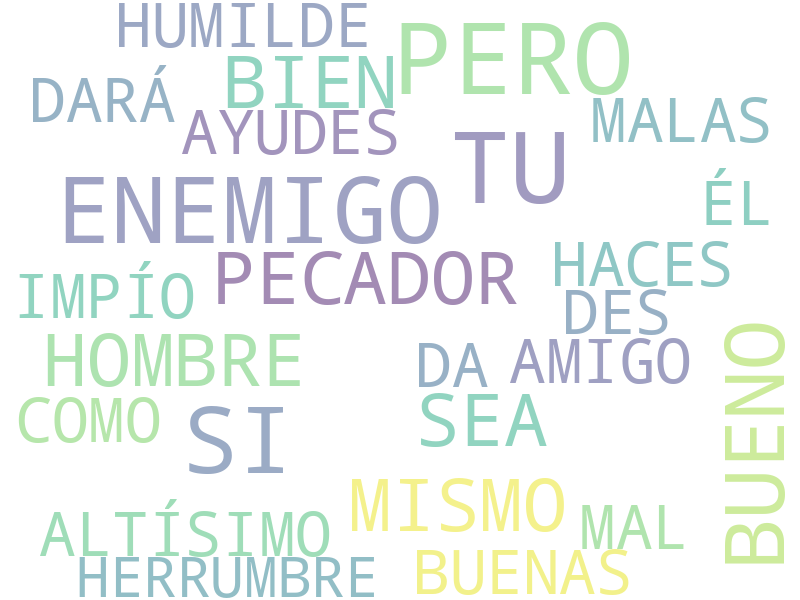 HUMILDE
PERO
BIEN
DARÁ
MALAS
AYUDES
TU
ENEMIGO
ÉL
PECADOR
HACES
IMPÍO
DES
HOMBRE
DA
AMIGO
BUENO
COMO
SEA
SI
MISMO
MAL
ALTÍSIMO
BUENAS
HERRUMBRE